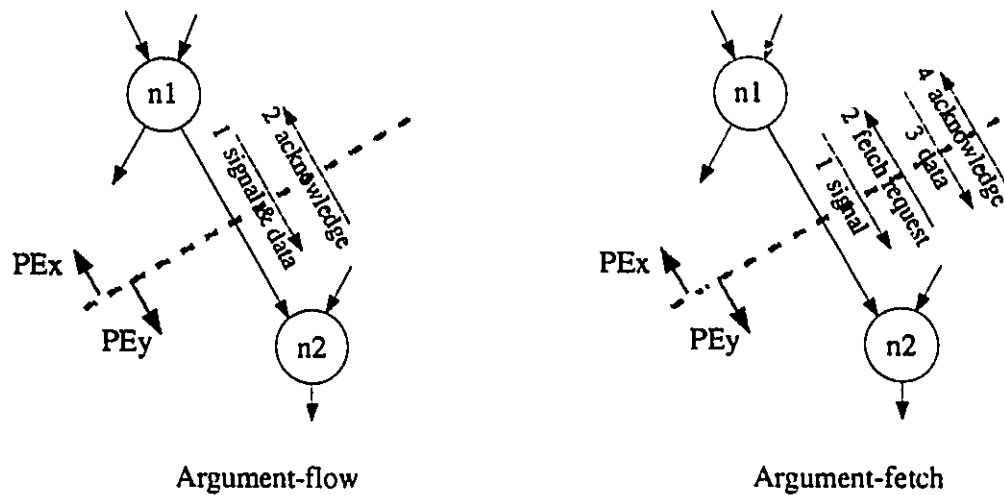 n1
1 signal & data
2 acknowledge
PEx
PEy
n2
Argument-flow
n1
1 signal
2 fetch request
3 data
4 acknowledge
PEx
PEy
n2
Argument-fetch